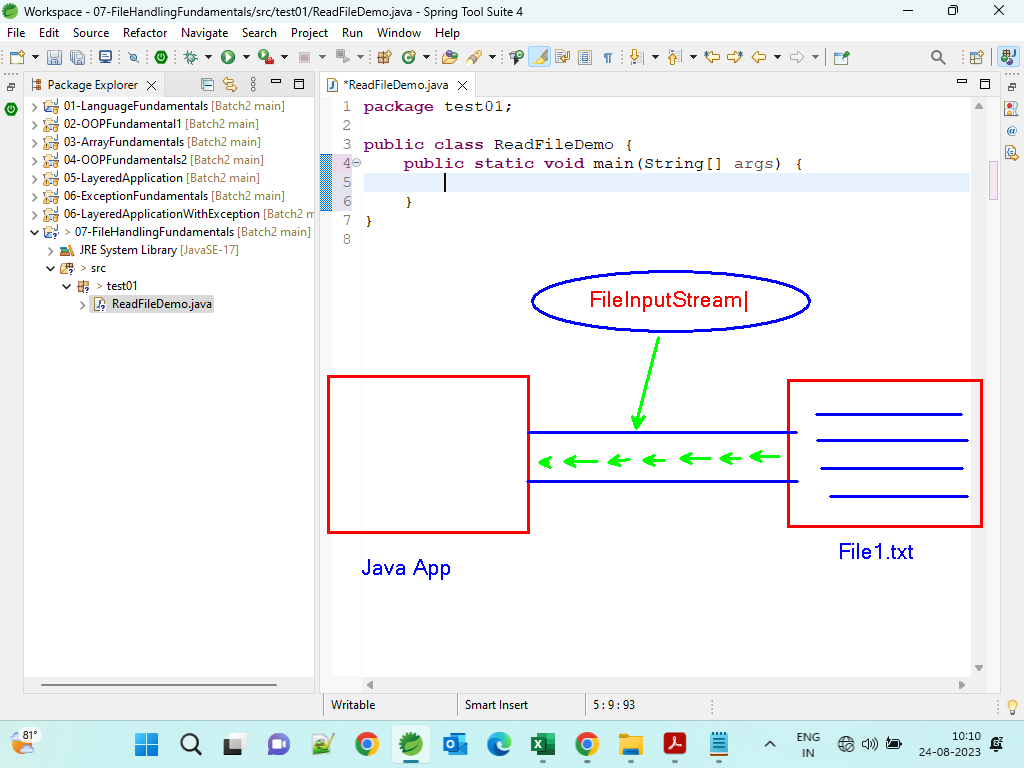 Workspace - 07-FileHandlingFundamentals/src/test01/ReadFileDemo.java - Spring Tool Suite 4
File Edit Source Refactor Navigate Search Project Run Window Help
Package Explorer
*ReadFileDemo.java
01-LanguageFundamentals [Batch2 main]
02-OOPFundamental1 [Batch2 main]
03-ArrayFundamentals [Batch2 main]
04-OOPFundamentals2 [Batch2 main]
05-LayeredApplication [Batch2 main]
06-ExceptionFundamentals [Batch2 main]
06-LayeredApplicationWithException [Batch2 m
> 07-FileHandlingFundamentals [Batch2 main]
JRE System Library [JavaSE-17]
> src
> test01
ReadFileDemo.java
1 package test01;
2
3 public class ReadFileDemo {
4 public static void main(String[] args) {
5
6 }
7 }
8
FileInputStream
File1.txt
Java App
Writable Smart Insert 5 : 9 : 93
81°
ENG
IN
10:10
24-08-2023